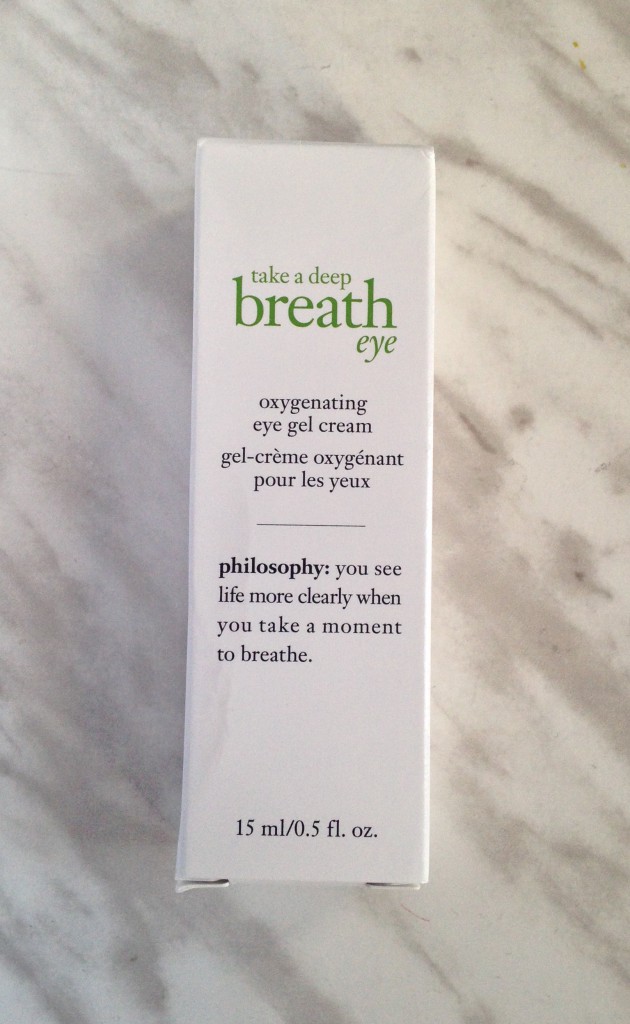 take a deep
breath
eye
oxygenating
eye gel cream
gel-crème oxygénant
pour les yeux
philosophy: you see
life more clearly when
you take a moment
to breathe.
15 ml/0.5 fl. oz.